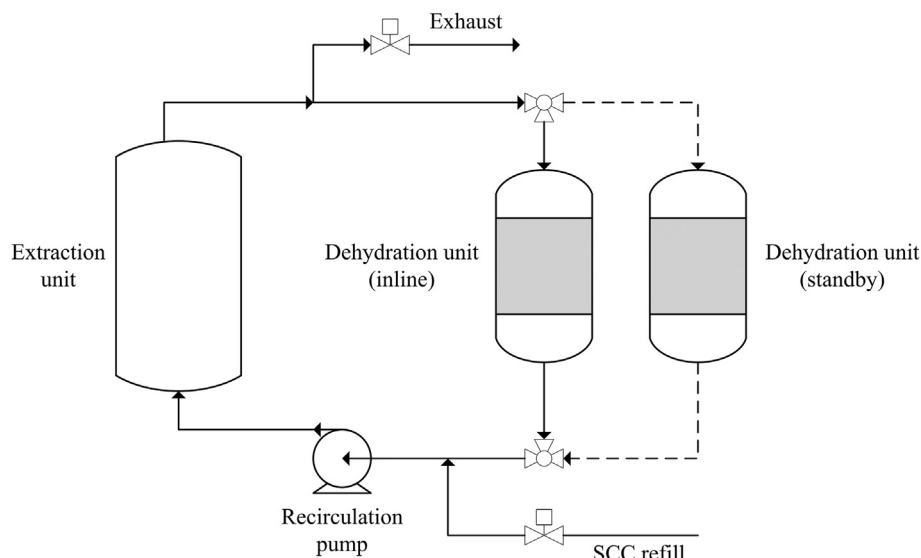 Exhaust
Extraction
unit
Dehydration unit
(inline)
Dehydration unit
(standby)
Recirculation
pump
SCC refill